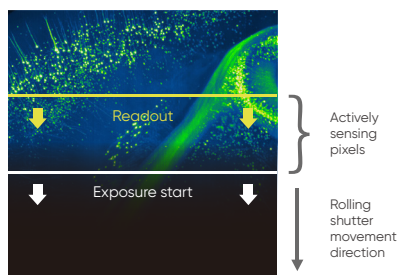 Readout
Actively
sensing
pixels
Exposure start
Rolling
shutter
movement
direction